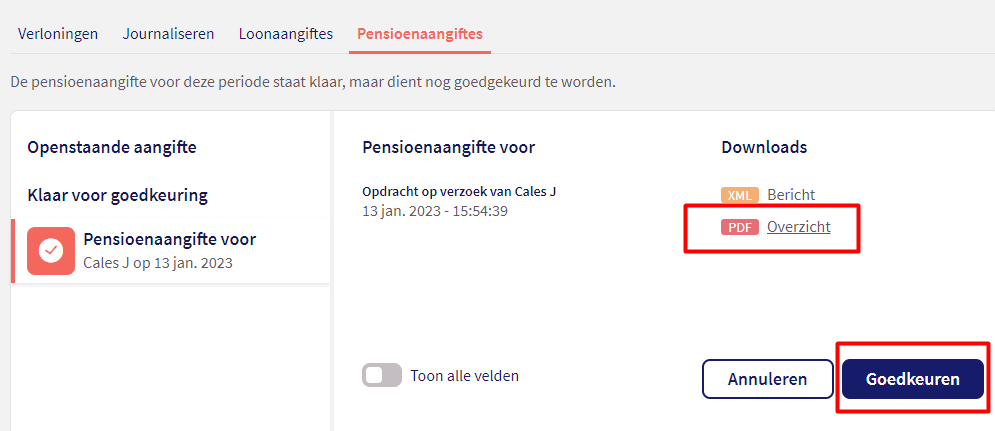 Verloningen Journaliseren Loonaangiftes Pensioenaangiftes
De pensioenaangifte voor deze periode staat klaar, maar dient nog goedgekeurd te worden.
Openstaande aangifte
Klaar voor goedkeuring
Pensioenaangifte voor
Cales J op 13 jan. 2023
Pensioenaangifte voor
Opdracht op verzoek van Cales J
13 jan. 2023 - 15:54:39
Toon alle velden
Downloads
XML Bericht
PDF Overzicht
Annuleren Goedkeuren